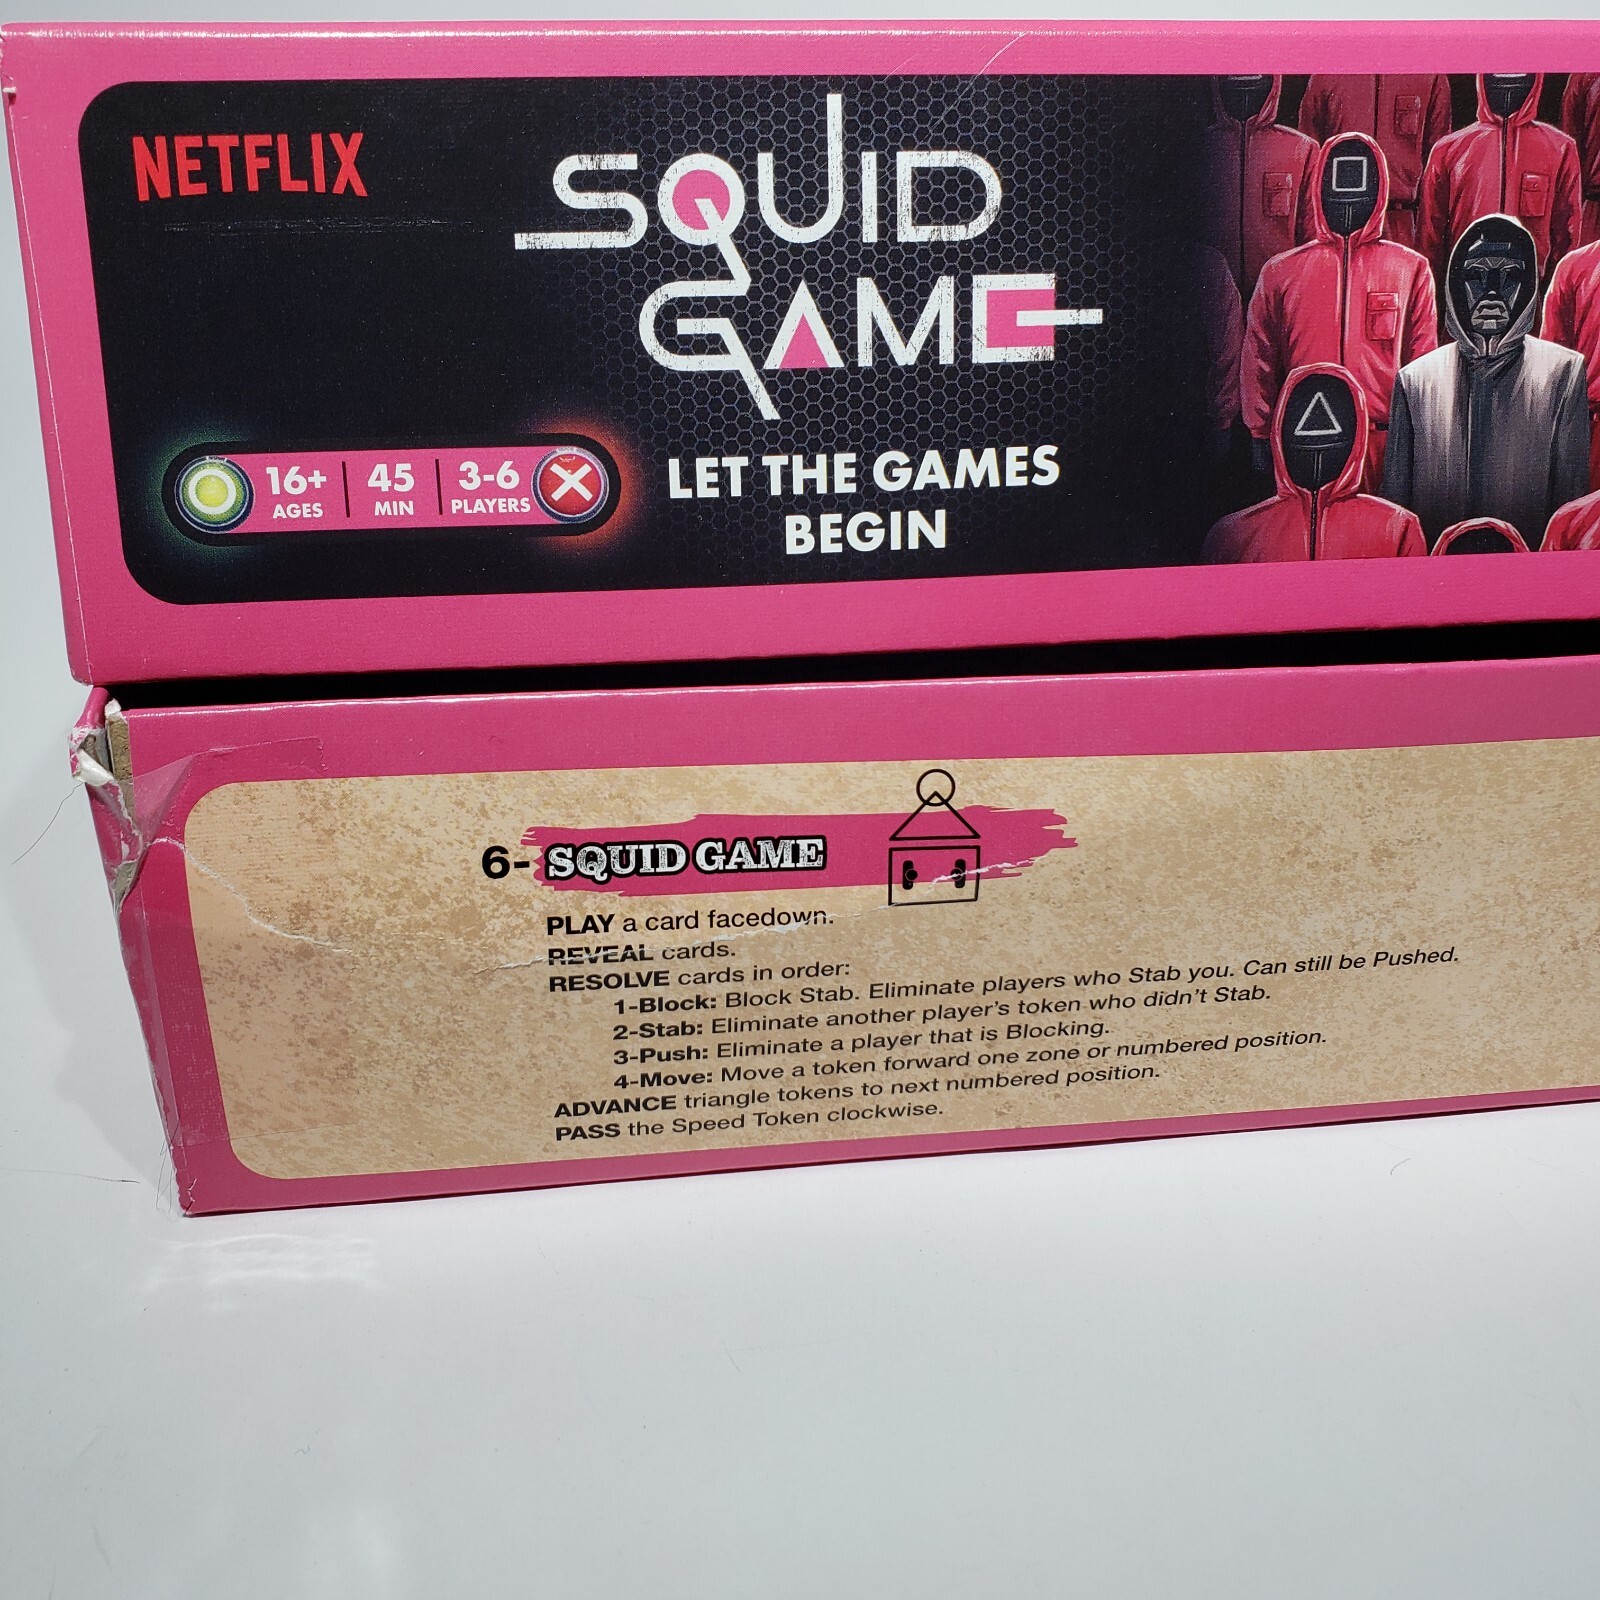 NETFLIX
SQUID
GAME
16+
AGES
45
MIN
3-6
PLAYERS
LET THE GAMES
BEGIN
6- SQUID GAME
PLAY a card facedown.
REVEAL cards.
RESOLVE cards in order:
1-Block: Block Stab. Eliminate players who Stab you. Can still be Pushed.
2-Stab: Eliminate another player's token who didn't Stab.
3-Push: Eliminate a player that is Blocking.
4-Move: Move a token forward one zone or numbered position.
ADVANCE triangle tokens to next numbered position.
PASS the Speed Token clockwise.